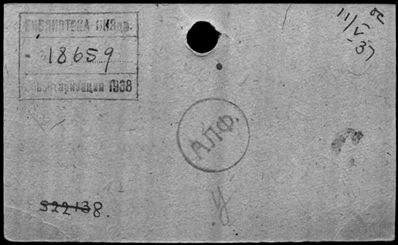 БИБЛИОТЕКА
18659
Инвентаризация 1938
11/V 37
АЛФ.
522138.
У